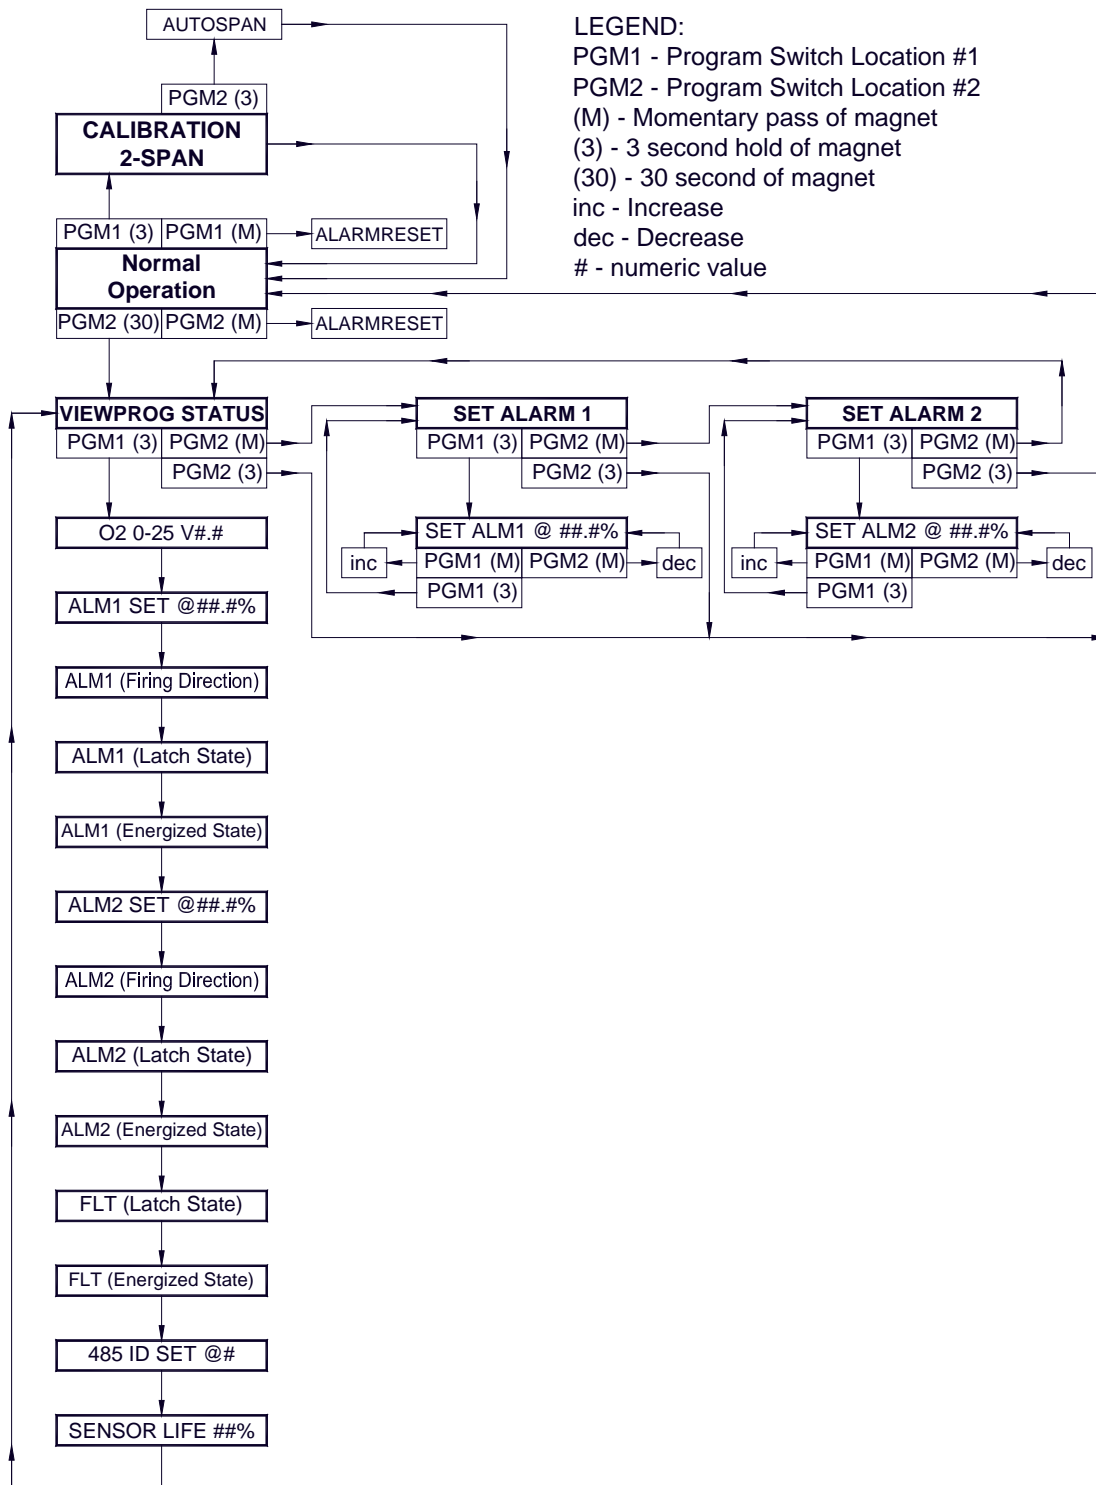 AUTOSPAN
LEGEND:
PGM1 - Program Switch Location #1
PGM2 - Program Switch Location #2
(M) - Momentary pass of magnet
(3) - 3 second hold of magnet
(30) - 30 second of magnet
inc - Increase
dec - Decrease
# - numeric value
PGM2 (3)
CALIBRATION
2-SPAN
PGM1 (3) PGM1 (M) ALARMRESET
Normal
Operation
PGM2 (30) PGM2 (M) ALARMRESET
VIEWPROG STATUS
PGM1 (3) PGM2 (M)
PGM2 (3)
SET ALARM 1
PGM1 (3) PGM2 (M)
PGM2 (3)
SET ALM1 @ ##.#%
inc PGM1 (M) PGM2 (M) dec
PGM1 (3)
SET ALARM 2
PGM1 (3) PGM2 (M)
PGM2 (3)
SET ALM2 @ ##.#%
inc PGM1 (M) PGM2 (M) dec
PGM1 (3)
O2 0-25 V#.#
ALM1 SET @##.#%
ALM1 (Firing Direction)
ALM1 (Latch State)
ALM1 (Energized State)
ALM2 SET @##.#%
ALM2 (Firing Direction)
ALM2 (Latch State)
ALM2 (Energized State)
FLT (Latch State)
FLT (Energized State)
485 ID SET @#
SENSOR LIFE ##%